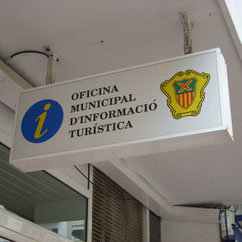 i
OFICINA
MUNICIPAL
D'INFORMACIÓ
TURÍSTICA